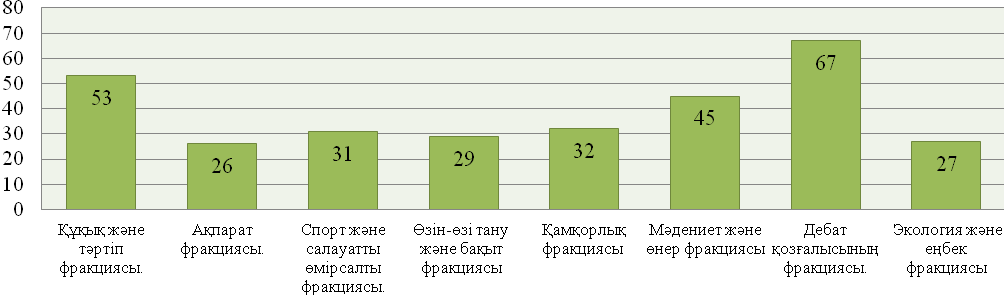 80
70
60
50
40
30
20
10
0
53
26
31
29
32
45
67
27
Құқық және
тәртіп
фракциясы.
Ақпарат
фракциясы.
Спорт және
салауатты
өмірсалты
фракциясы.
Өзін-өзі тану
және бақыт
фракциясы
Қамқорлық
фракциясы
Мәдениет және
өнер фракциясы
Дебат
қозғалысының
фракциясы.
Экология және
еңбек
фракциясы